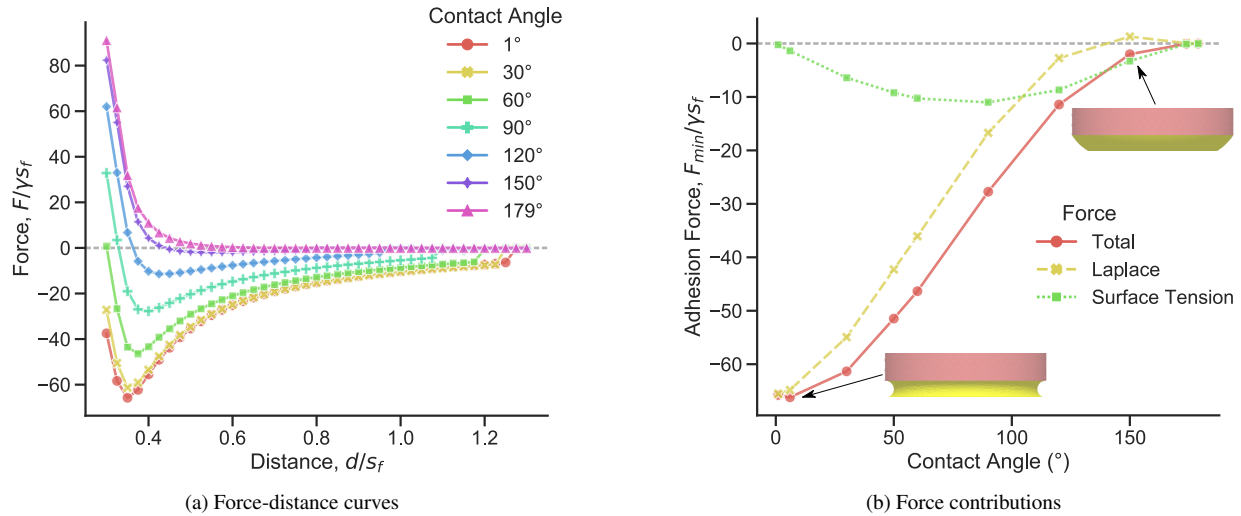 Contact Angle
1°
30°
60°
90°
120°
150°
179°
80
60
40
20
0
−20
−40
−60
Force, F/γs_f
0.4
0.6
0.8
1.0
1.2
Distance, d/s_f
(a) Force-distance curves
0
−10
−20
−30
−40
−50
−60
Adhesion Force, F_min/γs_f
Force
Total
Laplace
Surface Tension
0
50
100
150
Contact Angle (°)
(b) Force contributions